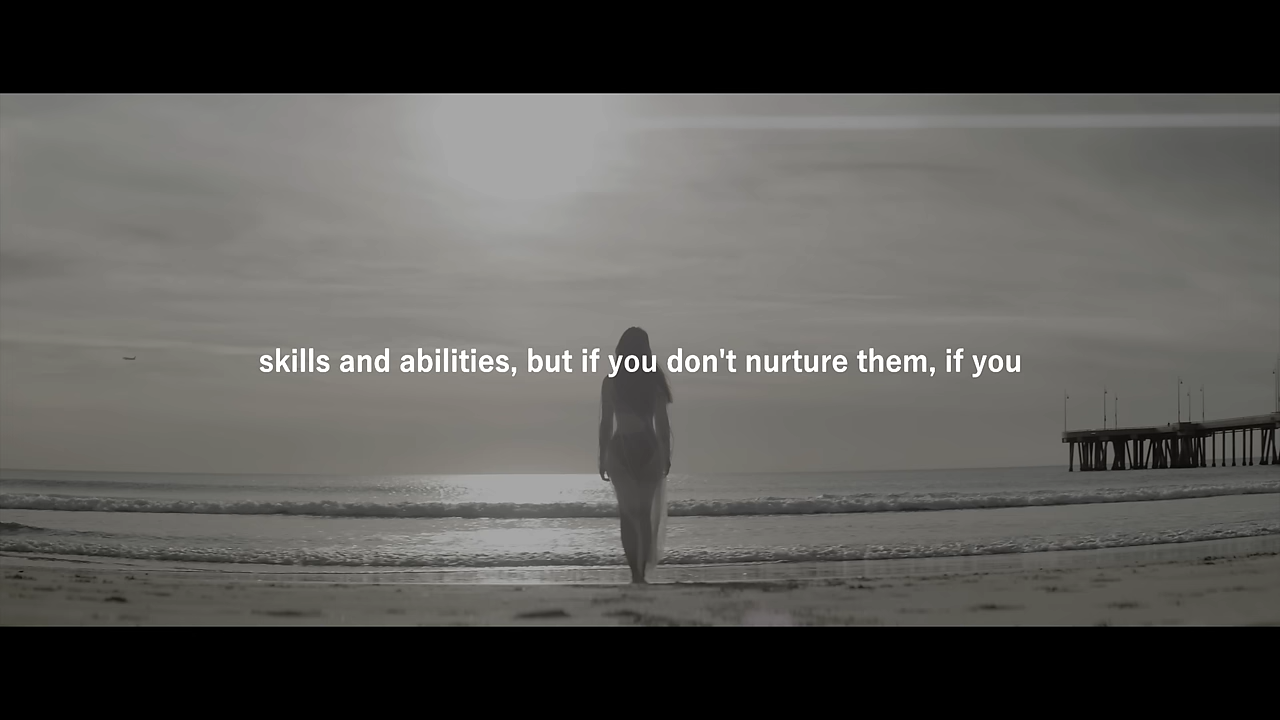 skills and abilities, but if you don't nurture them, if you